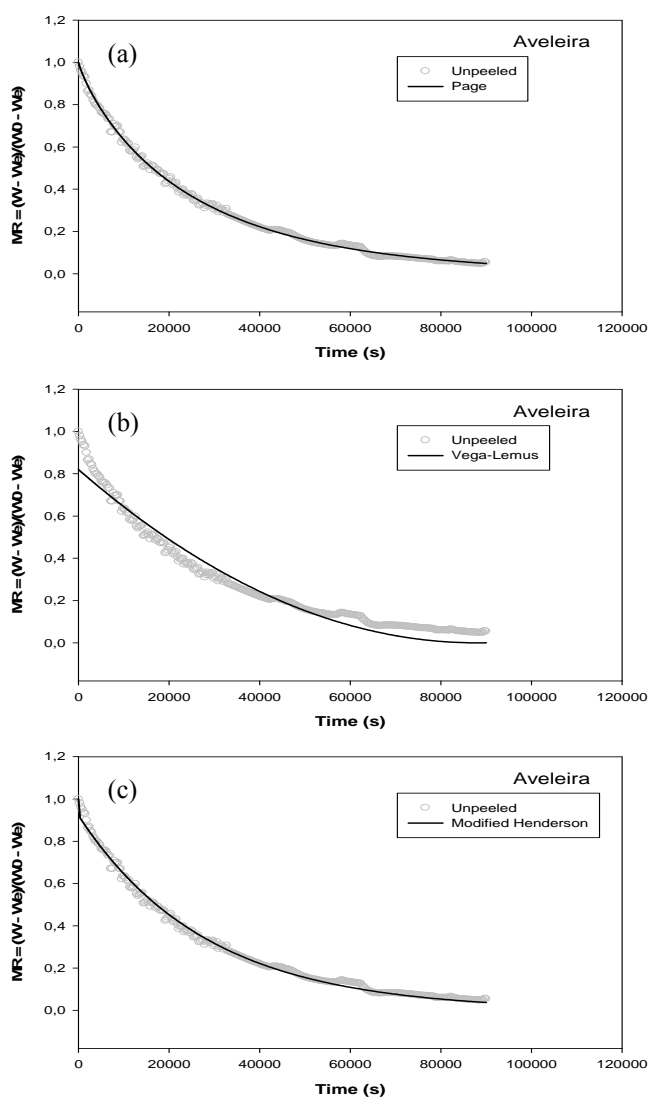 (a)
Aveleira
Unpeeled
Page
MR = (W - We)/(W0 - We)
1,2
1,0
0,8
0,6
0,4
0,2
0,0
0 20000 40000 60000 80000 100000 120000
Time (s)
(b)
Aveleira
Unpeeled
Vega-Lemus
MR = (W - We)/(W0 - We)
1,2
1,0
0,8
0,6
0,4
0,2
0,0
0 20000 40000 60000 80000 100000 120000
Time (s)
(c)
Aveleira
Unpeeled
Modified Henderson
MR = (W - We)/(W0 - We)
1,2
1,0
0,8
0,6
0,4
0,2
0,0
0 20000 40000 60000 80000 100000 120000
Time (s)